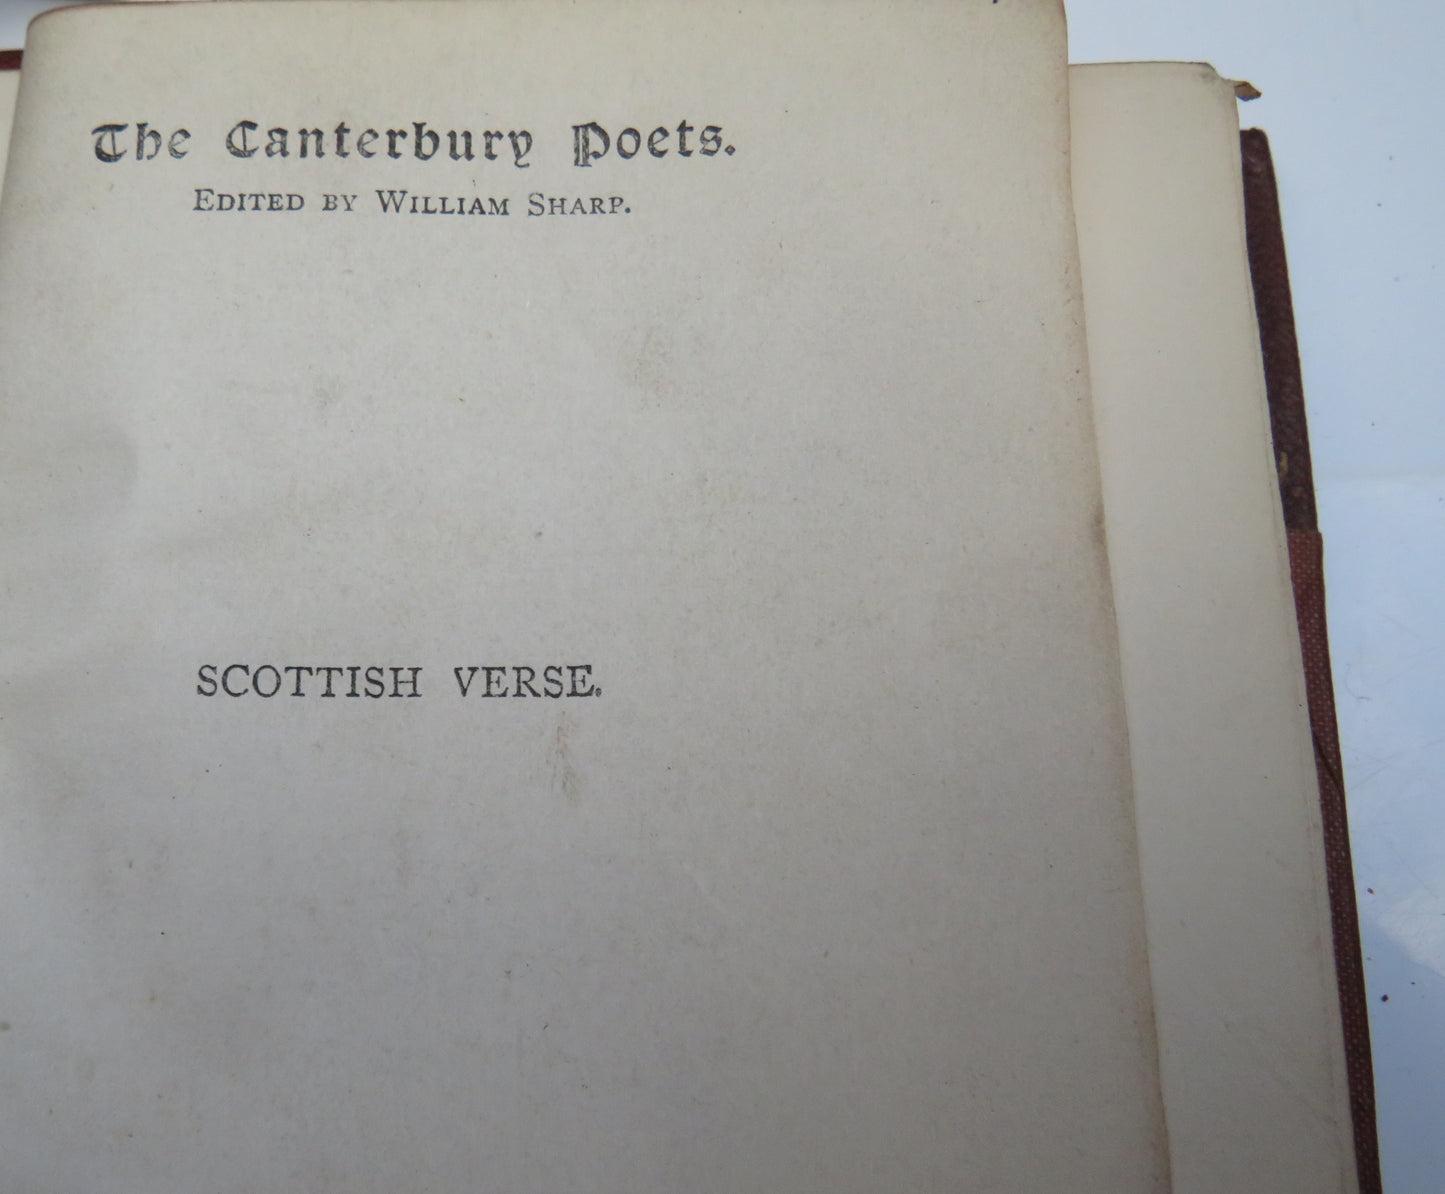 The Canterbury Poets.
EDITED BY WILLIAM SHARP.
SCOTTISH VERSE.